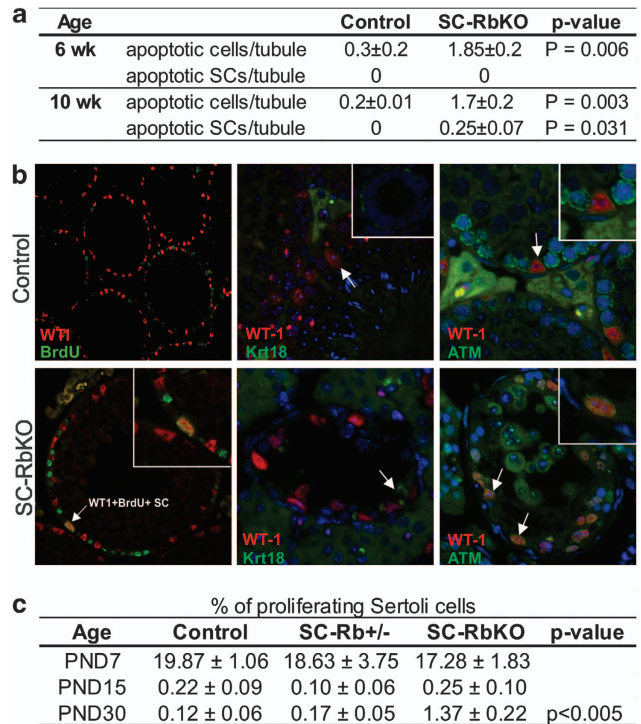 a
Age Control SC-RbKO p-value
6 wk apoptotic cells/tubule 0.3±0.2 1.85±0.2 P = 0.006
apoptotic SCs/tubule 0 0
10 wk apoptotic cells/tubule 0.2±0.01 1.7±0.2 P = 0.003
apoptotic SCs/tubule 0 0.25±0.07 P = 0.031
b
Control
WT1
BrdU
WT-1
Krt18
WT-1
ATM
SC-RbKO
WT1+BrdU+ SC
WT1
BrdU
WT-1
Krt18
WT-1
ATM
c
% of proliferating Sertoli cells
Age Control SC-Rb+/- SC-RbKO p-value
PND7 19.87 ± 1.06 18.63 ± 3.75 17.28 ± 1.83
PND15 0.22 ± 0.09 0.10 ± 0.06 0.25 ± 0.10
PND30 0.12 ± 0.06 0.17 ± 0.05 1.37 ± 0.22 p<0.005